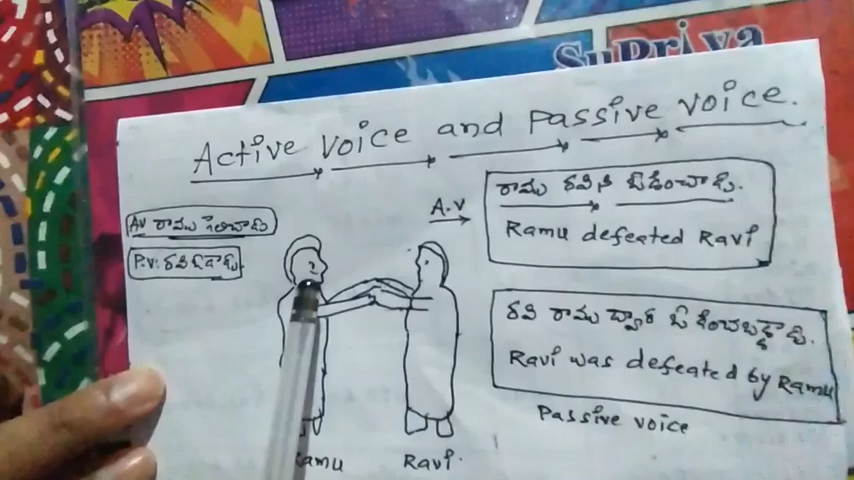 Supriya
Active voice and passive voice.
A.V రాము గెలిచాడు
P.V: రవి ఓడాడు
A.V
రాము రవిని ఓడించాడు.
Ramu defeated Ravi
రవి రాము ద్వారా ఓడించబడ్డాడు.
Ravi was defeated by Ramu
Passive voice
Ramu
Ravi.